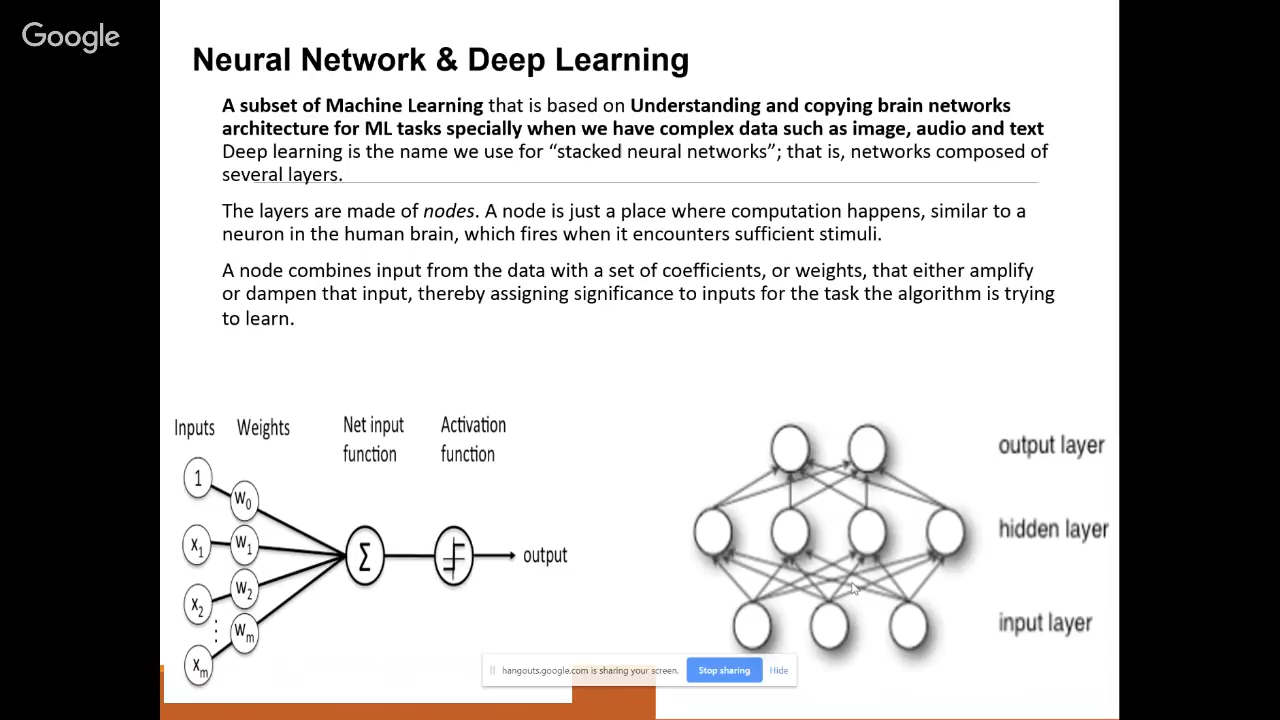 Google
Neural Network & Deep Learning
A subset of Machine Learning that is based on Understanding and copying brain networks
architecture for ML tasks specially when we have complex data such as image, audio and text
Deep learning is the name we use for “stacked neural networks”; that is, networks composed of
several layers.
The layers are made of nodes. A node is just a place where computation happens, similar to a
neuron in the human brain, which fires when it encounters sufficient stimuli.
A node combines input from the data with a set of coefficients, or weights, that either amplify
or dampen that input, thereby assigning significance to inputs for the task the algorithm is trying
to learn.
Inputs Weights Net input function Activation function
1 w0
x1 w1
x2 w2
⋮ wm
xm
Σ
output
output layer
hidden layer
input layer
hangouts.google.com is sharing your screen. Stop sharing Hide